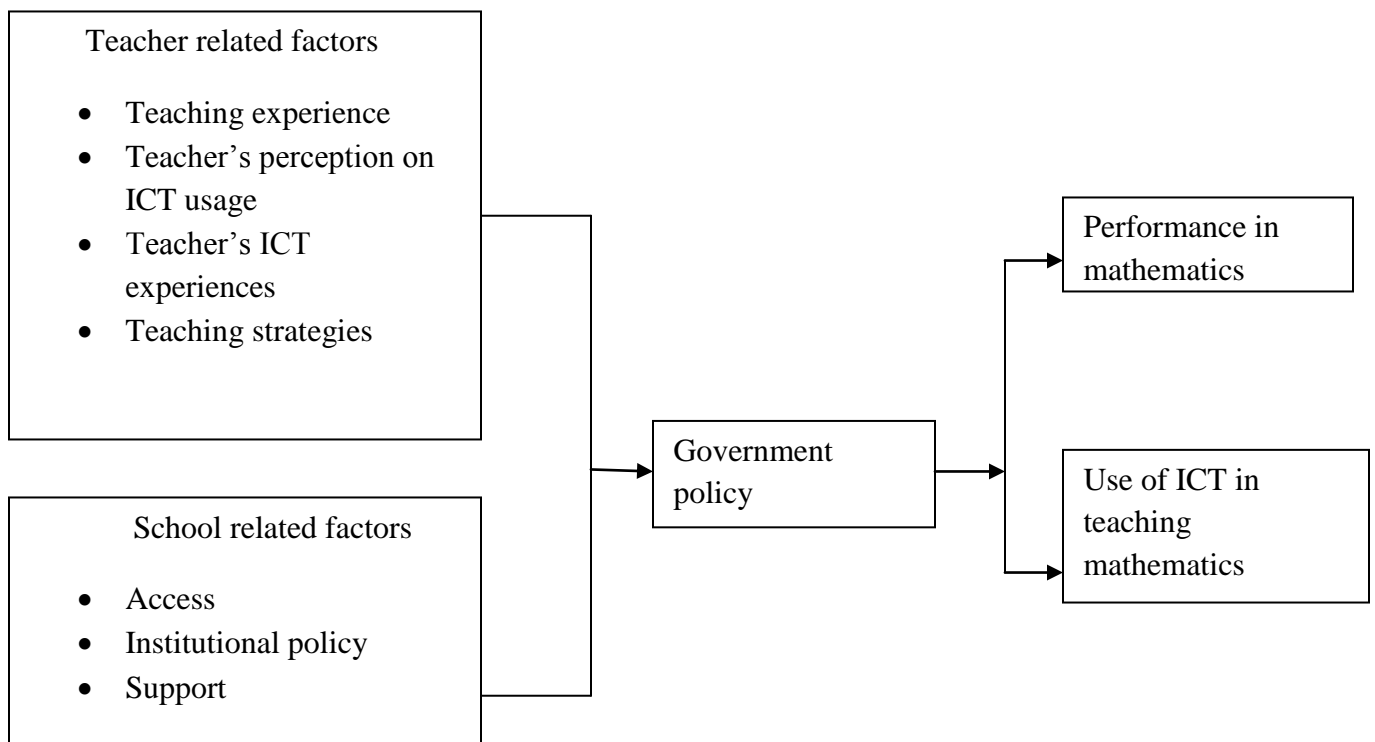 Teacher related factors
• Teaching experience
• Teacher’s perception on
ICT usage
• Teacher’s ICT
experiences
• Teaching strategies
School related factors
• Access
• Institutional policy
• Support
Government
policy
Performance in
mathematics
Use of ICT in
teaching
mathematics